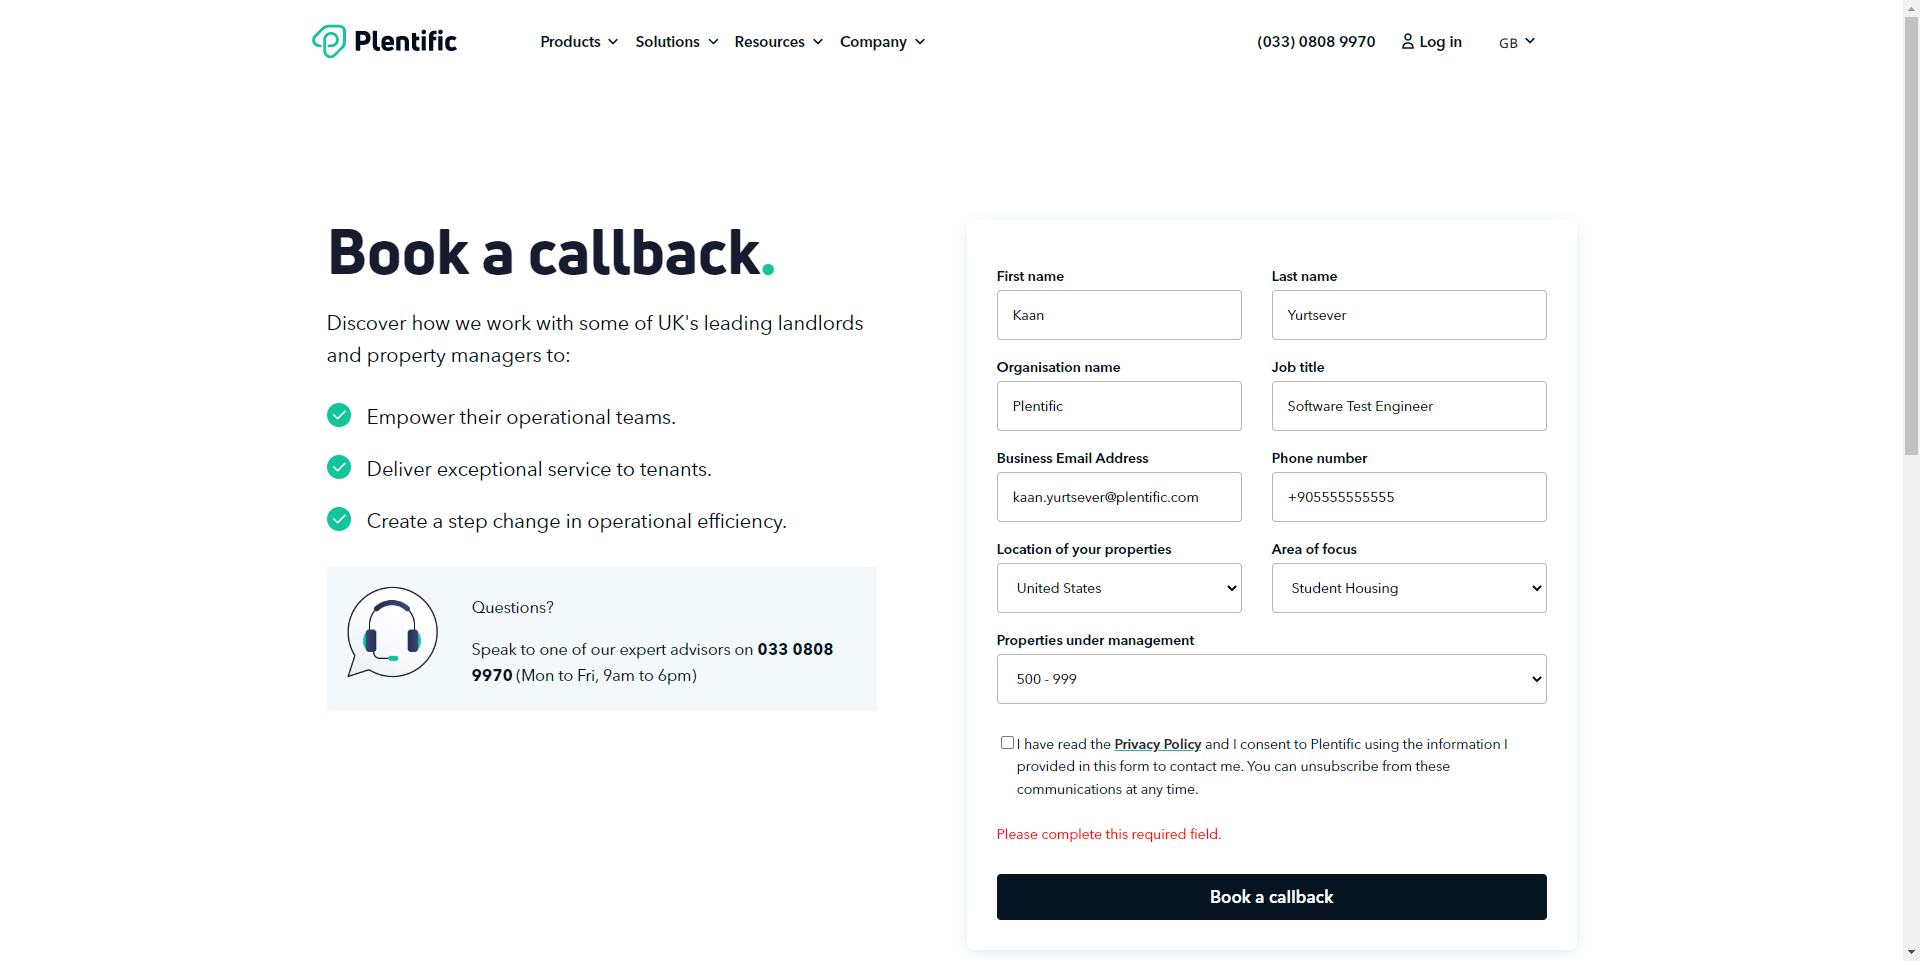 Plentific
Products
Solutions
Resources
Company
(033) 0808 9970
Log in
GB
Book a callback.
Discover how we work with some of UK's leading landlords
and property managers to:
Empower their operational teams.
Deliver exceptional service to tenants.
Create a step change in operational efficiency.
Questions?
Speak to one of our expert advisors on 033 0808
9970 (Mon to Fri, 9am to 6pm)
First name
Last name
Kaan
Yurtsever
Organisation name
Job title
Plentific
Software Test Engineer
Business Email Address
Phone number
kaan.yurtsever@plentific.com
+905555555555
Location of your properties
Area of focus
United States
Student Housing
Properties under management
500 - 999
I have read the Privacy Policy and I consent to Plentific using the information I
provided in this form to contact me. You can unsubscribe from these
communications at any time.
Please complete this required field.
Book a callback